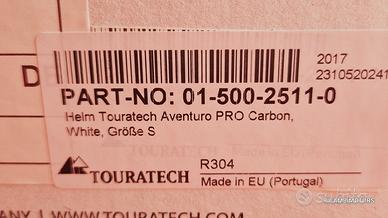 2017
2310520241
PART-NO: 01-500-2511-0
Helm Touratech Aventuro PRO Carbon,
White, Größe S
TOURATECH
R304
TOURATECH
Made in EU (Portugal)
WWW.TOURATECH.COM